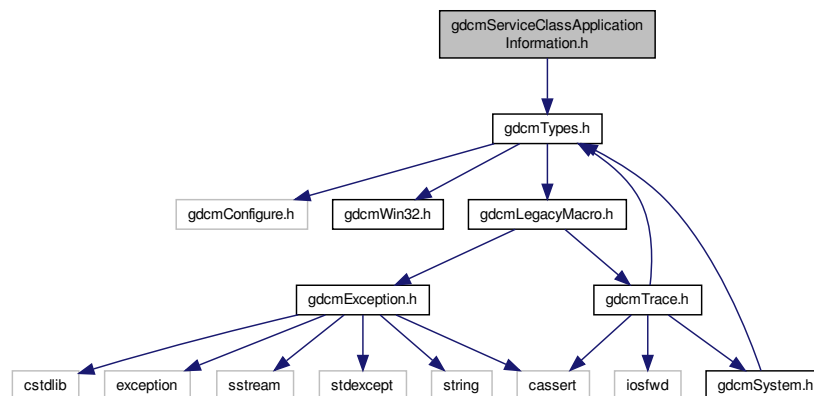 gdcmServiceClassApplication
Information.h
gdcmTypes.h
gdcmConfigure.h
gdcmWin32.h
gdcmLegacyMacro.h
gdcmException.h
gdcmTrace.h
cstdlib
exception
sstream
stdexcept
string
cassert
iosfwd
gdcmSystem.h